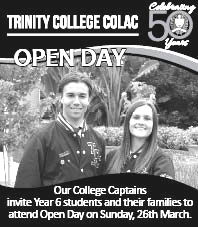 Celebrating
TRINITY COLLEGE COLAC
50
Years
OPEN DAY
Our College Captains
invite Year 6 students and their families to
attend Open Day on Sunday, 26th March.